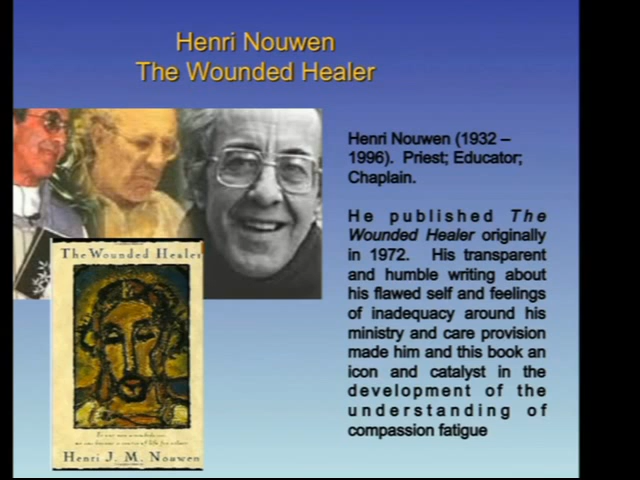 Henri Nouwen
The Wounded Healer
Henri Nouwen (1932 –
1996). Priest; Educator;
Chaplain.
He published The
Wounded Healer originally
in 1972. His transparent
and humble writing about
his flawed self and feelings
of inadequacy around his
ministry and care provision
made him and this book an
icon and catalyst in the
development of the
understanding of
compassion fatigue
The Wounded Healer
Henri J. M. Nouwen